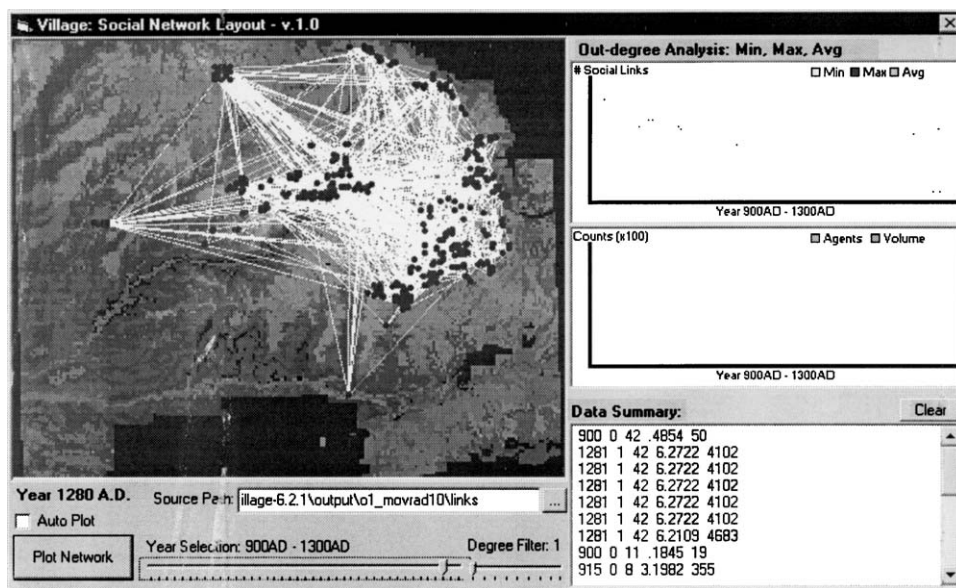 Village: Social Network Layout - v.1.0
Out-degree Analysis: Min, Max, Avg
# Social Links
Min Max Avg
Year 900AD - 1300AD
Counts (x100)
Agents Volume
Year 900AD - 1300AD
Data Summary:
Clear
900 0 42 .4854 50
1281 1 42 6.2722 4102
1281 1 42 6.2722 4102
1281 1 42 6.2722 4102
1281 1 42 6.2722 4102
1281 1 42 6.2722 4102
1281 1 42 6.2109 4683
900 0 11 .1845 19
915 0 8 3.1982 355
Year 1280 A.D.
Source Path: illage-6.2.1\output\o1_movrad10\links
...
Auto Plot
Plot Network
Year Selection: 900AD - 1300AD
Degree Filter: 1